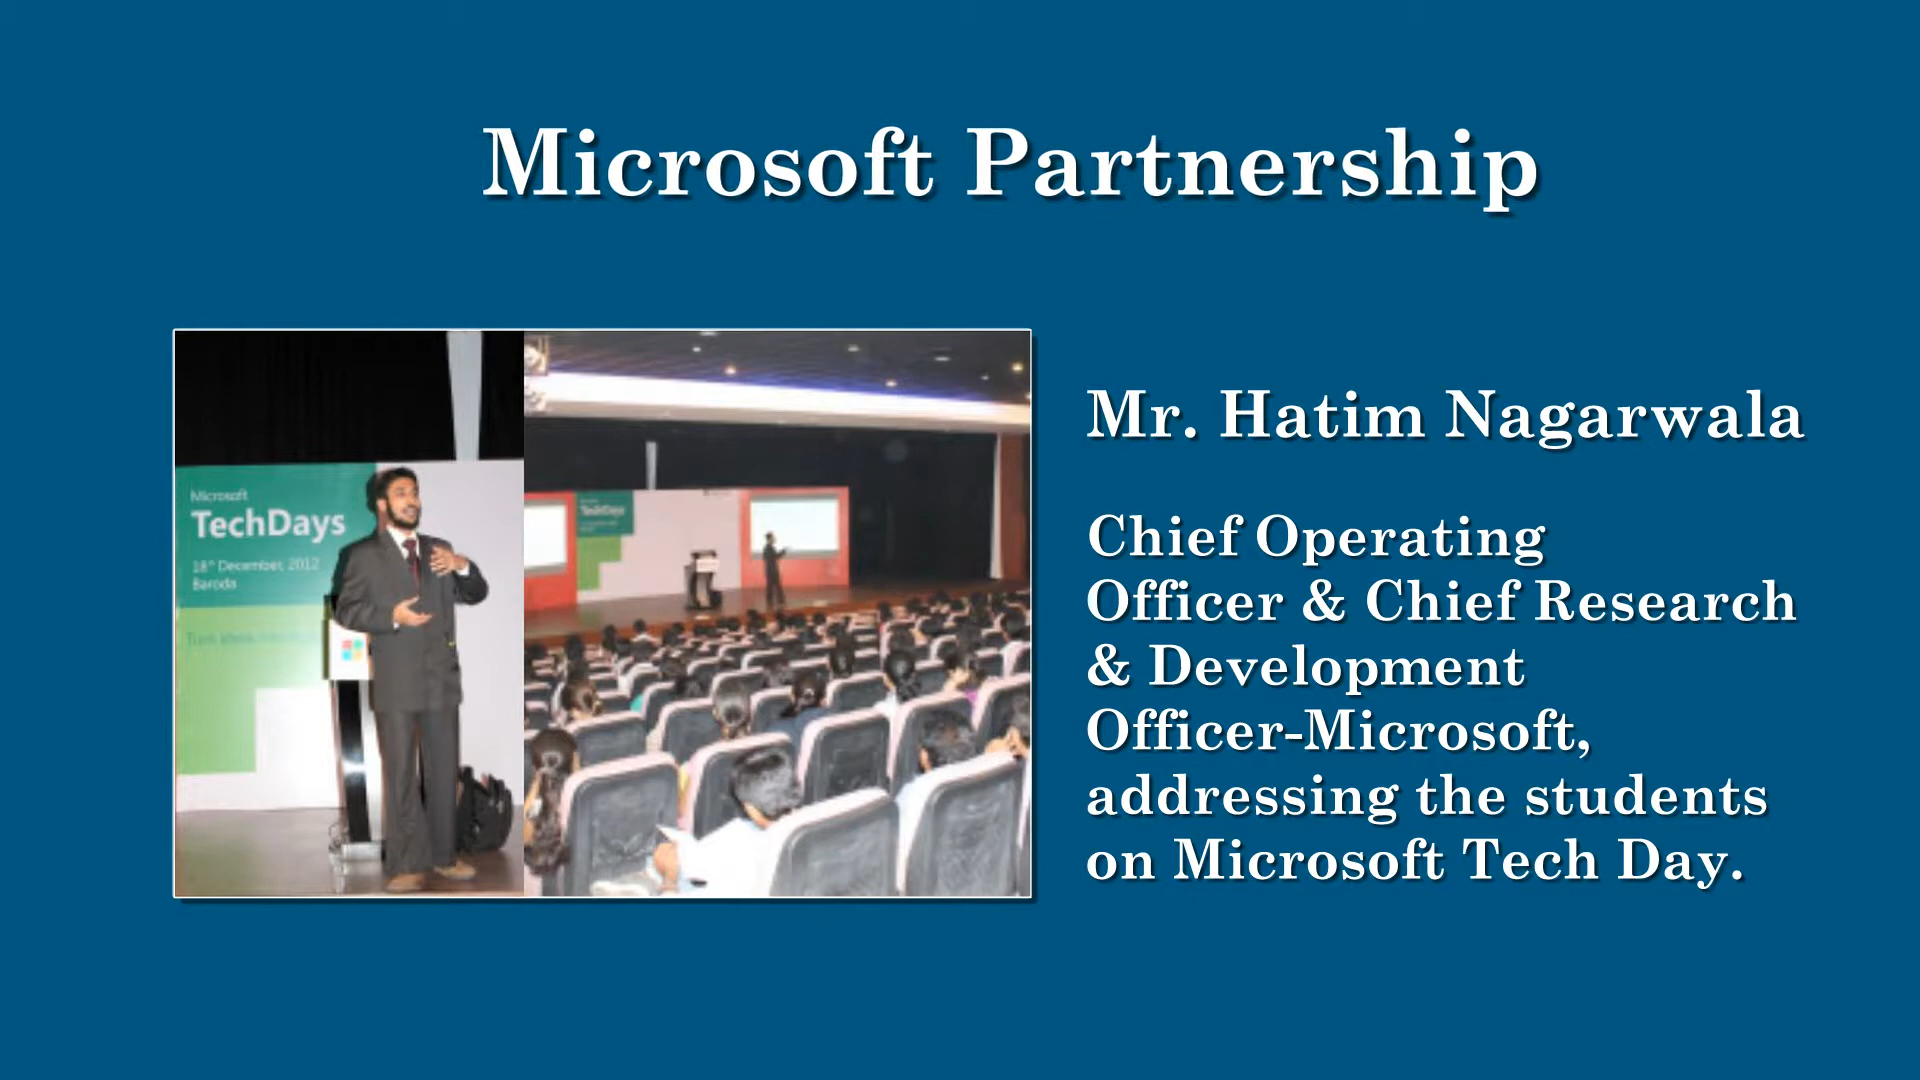 Microsoft Partnership
Microsoft
TechDays
18th December, 2012
Baroda
TechDays
Mr. Hatim Nagarwala
Chief Operating
Officer & Chief Research
& Development
Officer-Microsoft,
addressing the students
on Microsoft Tech Day.